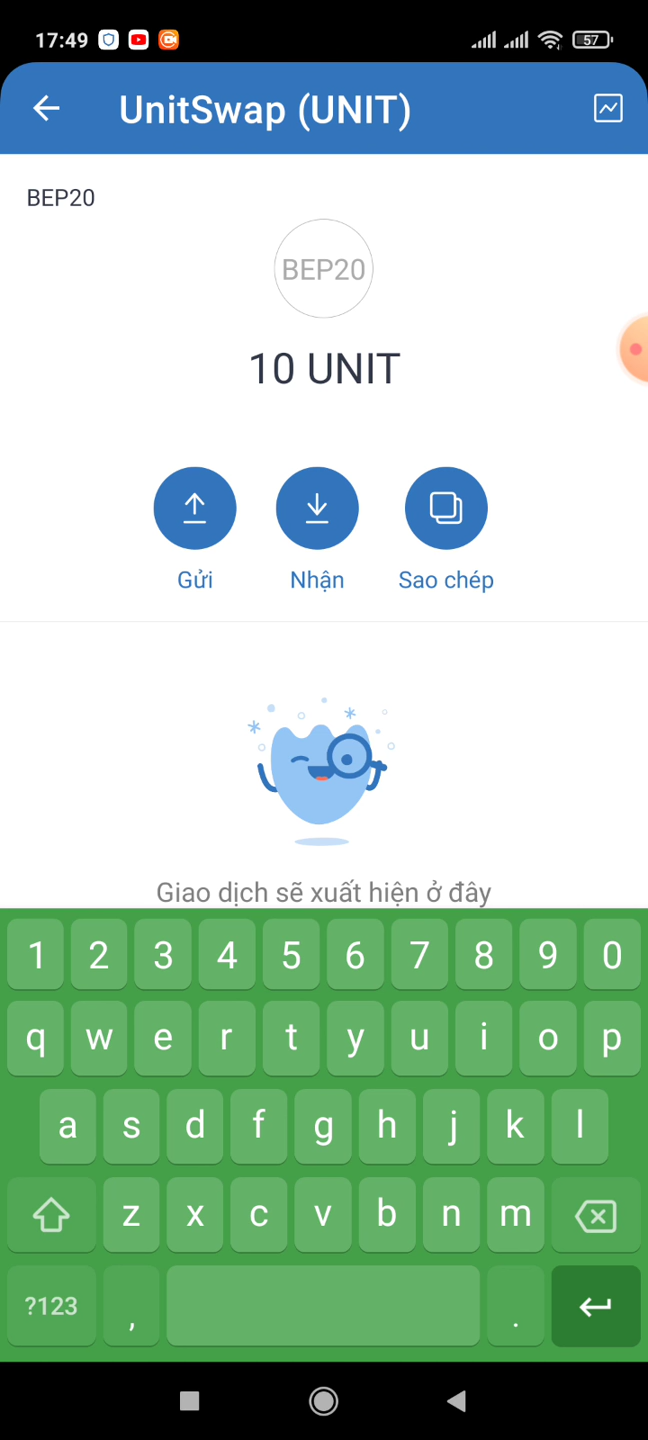 17:49 57
UnitSwap (UNIT)
BEP20
BEP20
10 UNIT
Gửi Nhận Sao chép
Giao dịch sẽ xuất hiện ở đây
1 2 3 4 5 6 7 8 9 0
q w e r t y u i o p
a s d f g h j k l
z x c v b n m
?123 , .